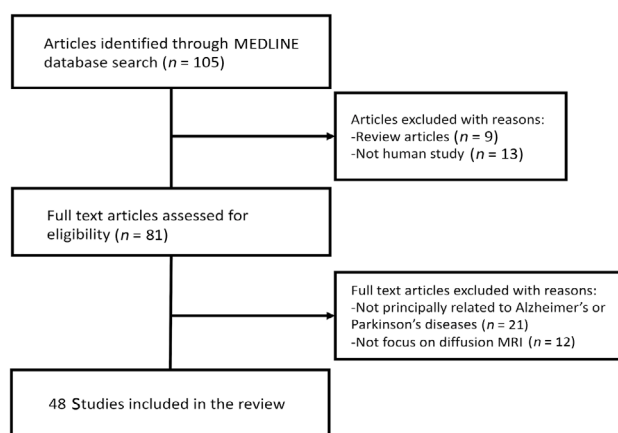 Articles identified through MEDLINE
database search (n = 105)
Articles excluded with reasons:
-Review articles (n = 9)
-Not human study (n = 13)
Full text articles assessed for
eligibility (n = 81)
Full text articles excluded with reasons:
-Not principally related to Alzheimer's or
Parkinson's diseases (n = 21)
-Not focus on diffusion MRI (n = 12)
48 Studies included in the review